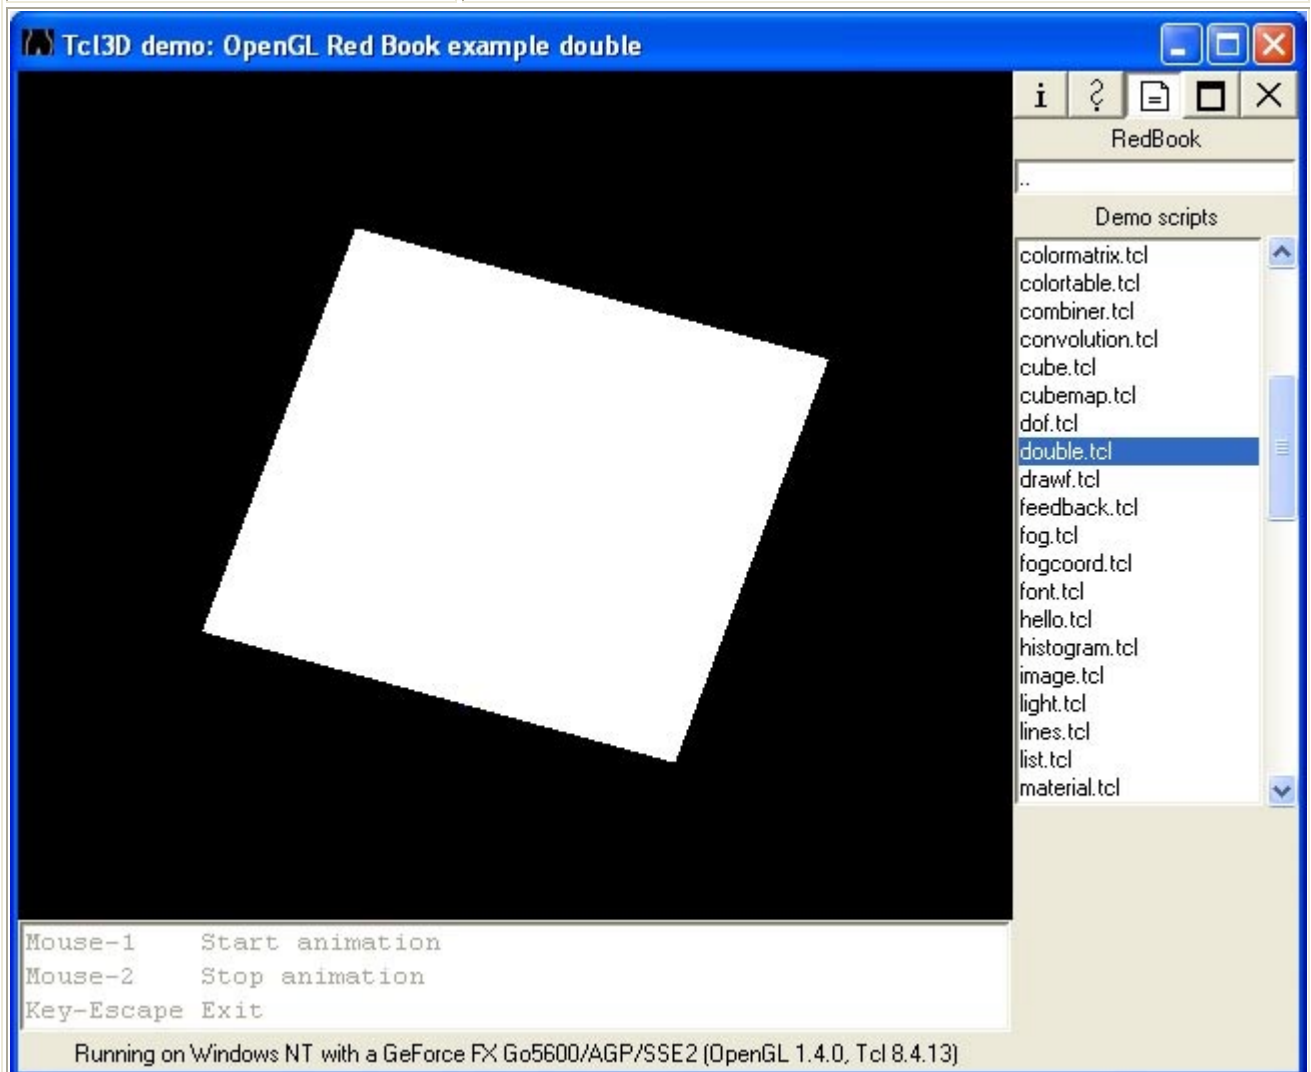 Tcl3D demo: OpenGL Red Book example double
i ?
RedBook
..
Demo scripts
colormatrix.tcl
colortable.tcl
combiner.tcl
convolution.tcl
cube.tcl
cubemap.tcl
dof.tcl
double.tcl
drawf.tcl
feedback.tcl
fog.tcl
fogcoord.tcl
font.tcl
hello.tcl
histogram.tcl
image.tcl
light.tcl
lines.tcl
list.tcl
material.tcl
Mouse-1 Start animation
Mouse-2 Stop animation
Key-Escape Exit
Running on Windows NT with a GeForce FX Go5600/AGP/SSE2 (OpenGL 1.4.0, Tcl 8.4.13)